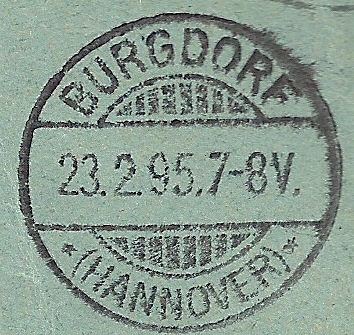 BURGDORF
23.2.95.7-8V.
*(HANNOVER)*